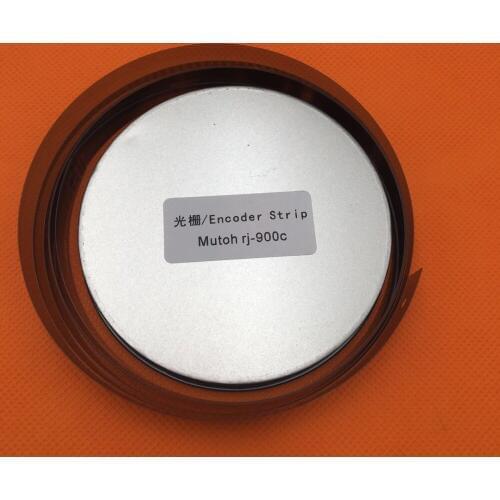 光栅/Encoder Strip
Mutoh rj-900c